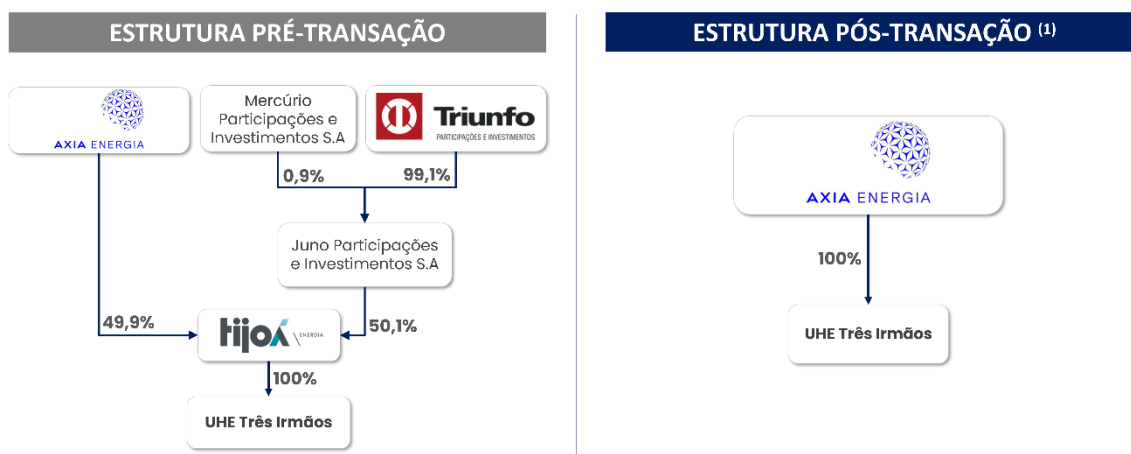 ESTRUTURA PRÉ-TRANSAÇÃO
AXIA ENERGIA
Mercúrio
Participações e
Investimentos S.A
Triunfo
PARTICIPAÇÕES E INVESTIMENTOS
0,9%
99,1%
Juno Participações
e Investimentos S.A
49,9%
tijoá ENERGIA
50,1%
100%
UHE Três Irmãos
ESTRUTURA PÓS-TRANSAÇÃO (1)
AXIA ENERGIA
100%
UHE Três Irmãos